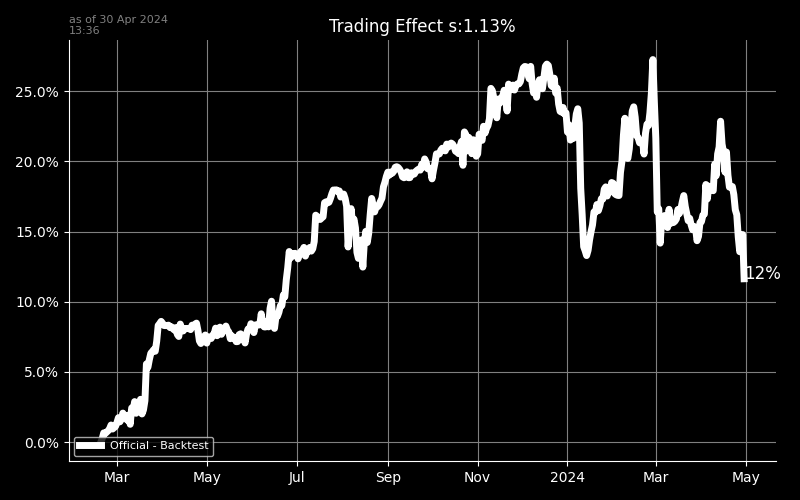 as of 30 Apr 2024
13:36
Trading Effect s:1.13%
25.0%
20.0%
15.0%
10.0%
5.0%
0.0%
12%
Official - Backtest
Mar May Jul Sep Nov 2024 Mar May